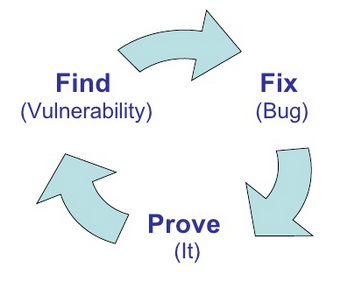 Find
(Vulnerability)
Fix
(Bug)
Prove
(It)